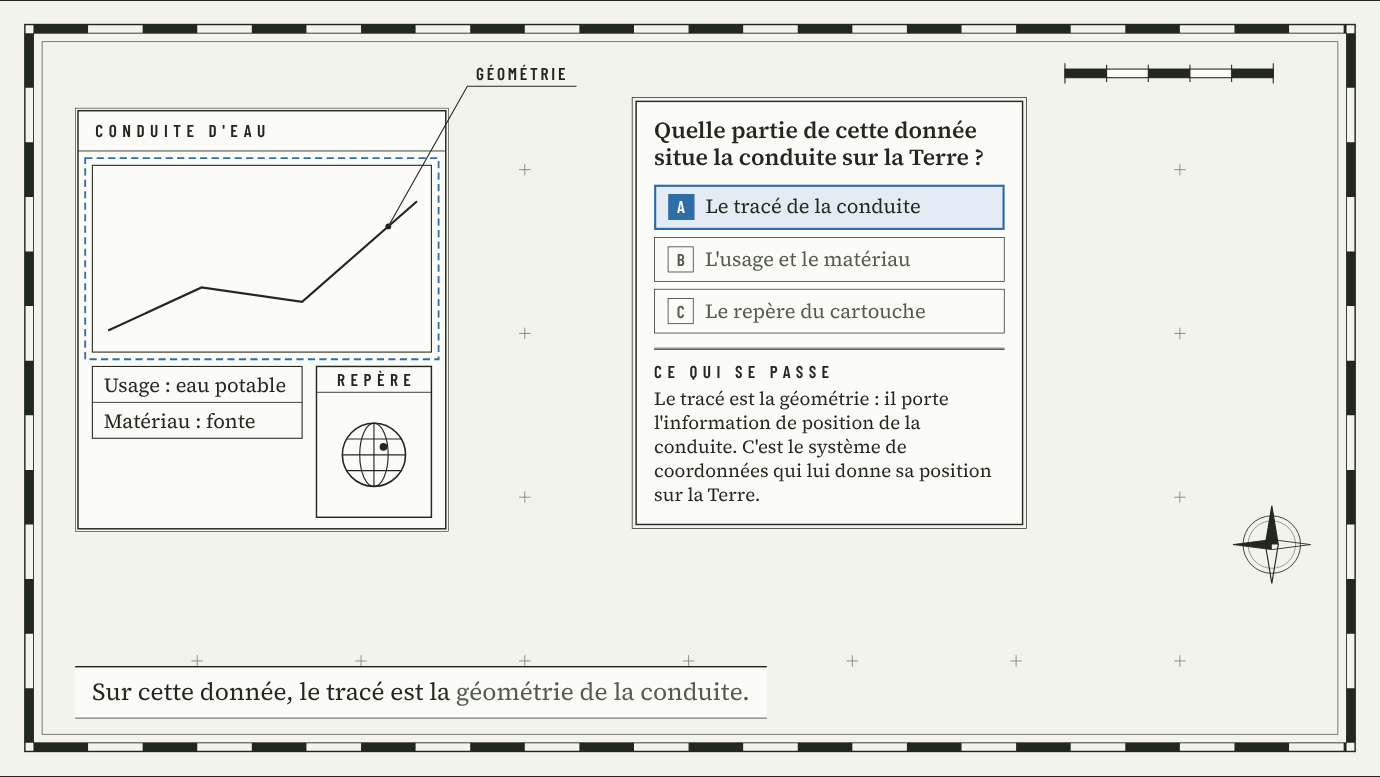 GÉOMÉTRIE
CONDUITE D'EAU
Usage : eau potable
Matériau : fonte
REPÈRE
Quelle partie de cette donnée
situe la conduite sur la Terre ?
A Le tracé de la conduite
B L'usage et le matériau
C Le repère du cartouche
CE QUI SE PASSE
Le tracé est la géométrie : il porte
l'information de position de la
conduite. C'est le système de
coordonnées qui lui donne sa position
sur la Terre.
Sur cette donnée, le tracé est la géométrie de la conduite.